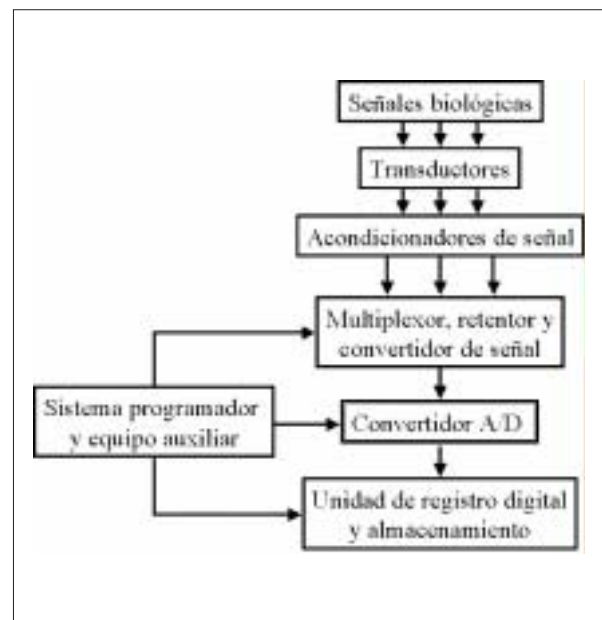 Señales biológicas
Transductores
Acondicionadores de señal
Multiplexor, retentor y
convertidor de señal
Sistema programador
y equipo auxiliar
Convertidor A/D
Unidad de registro digital
y almacenamiento